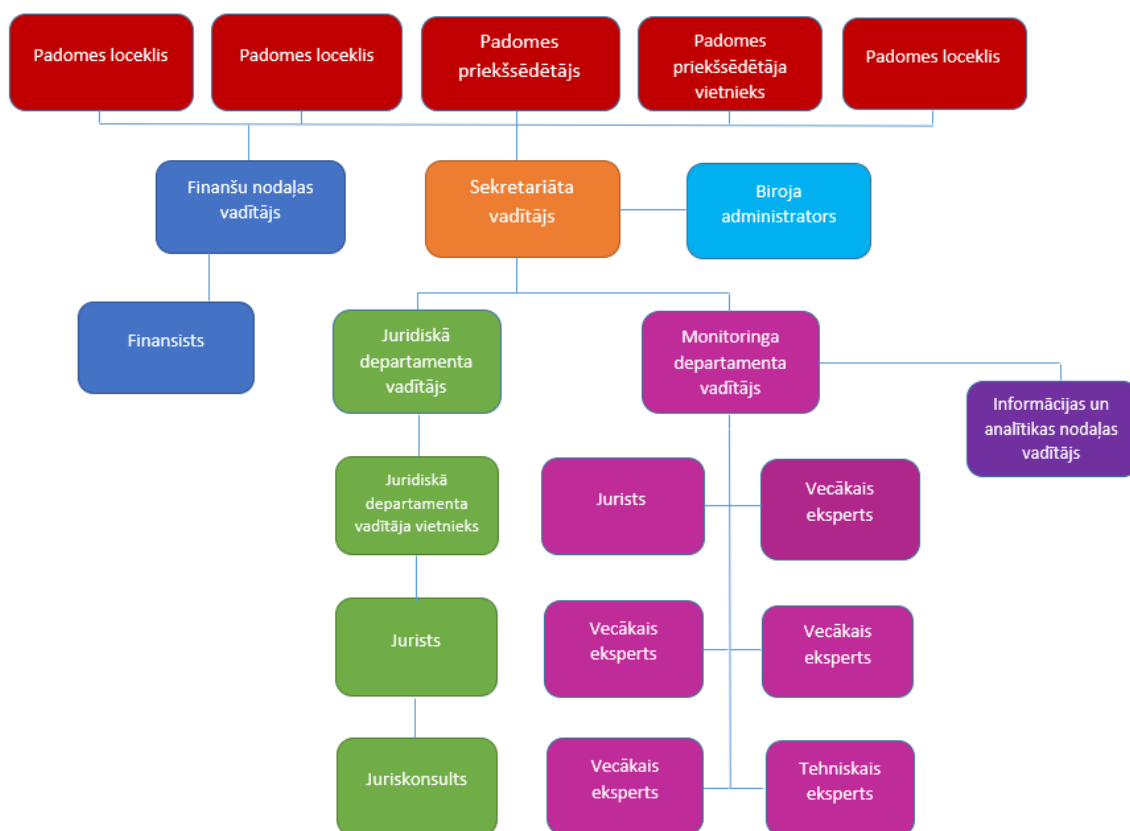 Padomes loceklis
Padomes loceklis
Padomes
priekšsēdētājs
Padomes
priekšsēdētāja
vietnieks
Padomes loceklis
Finanšu nodaļas
vadītājs
Sekretariāta
vadītājs
Biroja
administrators
Finansists
Juridiskā
departamenta
vadītājs
Monitoringa
departamenta
vadītājs
Informācijas un
analītikas nodaļas
vadītājs
Juridiskā
departamenta
vadītāja vietnieks
Jurists
Vecākais
eksperts
Jurists
Vecākais
eksperts
Vecākais
eksperts
Juriskonsults
Vecākais
eksperts
Tehniskais
eksperts